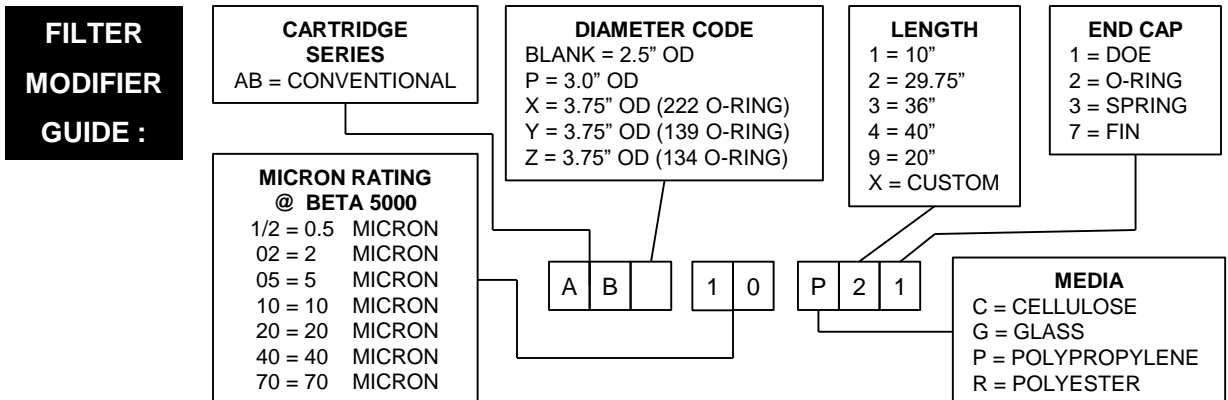 FILTER
MODIFIER
GUIDE :
CARTRIDGE
SERIES
AB = CONVENTIONAL
DIAMETER CODE
BLANK = 2.5” OD
P = 3.0” OD
X = 3.75” OD (222 O-RING)
Y = 3.75” OD (139 O-RING)
Z = 3.75” OD (134 O-RING)
LENGTH
1 = 10”
2 = 29.75”
3 = 36”
4 = 40”
9 = 20”
X = CUSTOM
END CAP
1 = DOE
2 = O-RING
3 = SPRING
7 = FIN
MICRON RATING
@ BETA 5000
1/2 = 0.5 MICRON
02 = 2 MICRON
05 = 5 MICRON
10 = 10 MICRON
20 = 20 MICRON
40 = 40 MICRON
70 = 70 MICRON
A B 1 0 P 2 1
MEDIA
C = CELLULOSE
G = GLASS
P = POLYPROPYLENE
R = POLYESTER